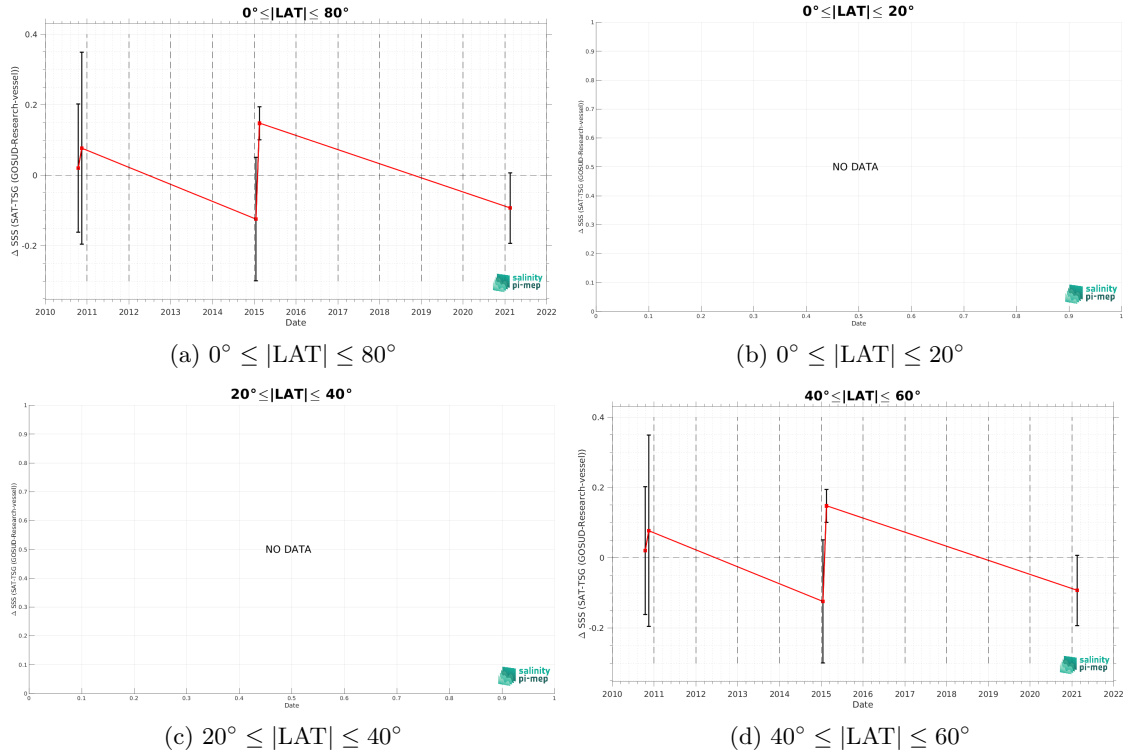 0°≤|LAT|≤ 80°
0.4
0.2
0
-0.2
Δ SSS (SAT-TSG (GOSUD-Research-vessel))
2010 2011 2012 2013 2014 2015 2016 2017 2018 2019 2020 2021 2022
Date
salinity
pi-mep
(a) 0° ≤ |LAT| ≤ 80°
0°≤|LAT|≤ 20°
1
0.9
0.8
0.7
0.6
0.5
0.4
0.3
0.2
0.1
0
Δ SSS (SAT-TSG (GOSUD-Research-vessel))
NO DATA
0 0.1 0.2 0.3 0.4 0.5 0.6 0.7 0.8 0.9 1
Date
salinity
pi-mep
(b) 0° ≤ |LAT| ≤ 20°
20°≤|LAT|≤ 40°
1
0.9
0.8
0.7
0.6
0.5
0.4
0.3
0.2
0.1
0
Δ SSS (SAT-TSG (GOSUD-Research-vessel))
NO DATA
0 0.1 0.2 0.3 0.4 0.5 0.6 0.7 0.8 0.9 1
Date
salinity
pi-mep
(c) 20° ≤ |LAT| ≤ 40°
40°≤|LAT|≤ 60°
0.4
0.2
0
-0.2
Δ SSS (SAT-TSG (GOSUD-Research-vessel))
2010 2011 2012 2013 2014 2015 2016 2017 2018 2019 2020 2021 2022
Date
salinity
pi-mep
(d) 40° ≤ |LAT| ≤ 60°